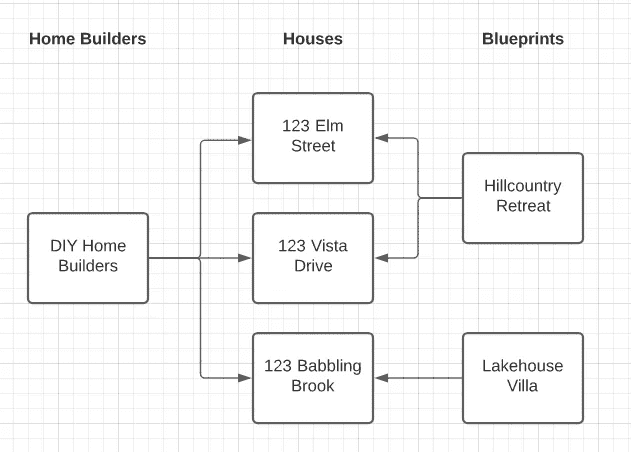 Home Builders
Houses
Blueprints
123 Elm
Street
Hillcountry
Retreat
DIY Home
Builders
123 Vista
Drive
123 Babbling
Brook
Lakehouse
Villa